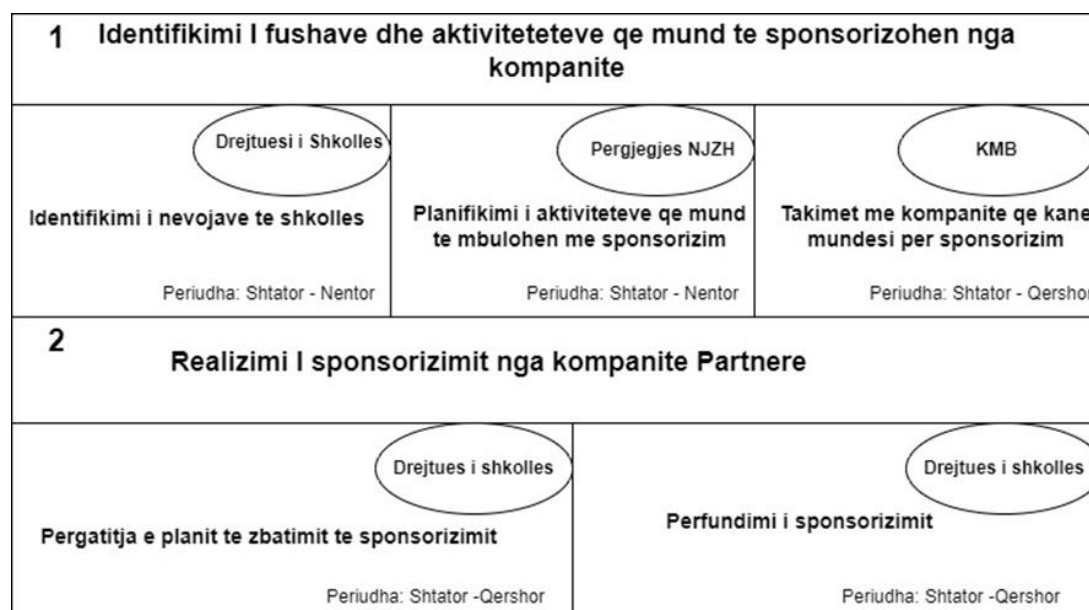 1 Identifikimi I fushave dhe aktiviteteteve qe mund te sponsorizohen nga
kompanite
Drejtuesi i Shkolles
Identifikimi i nevojave te shkolles
Periudha: Shtator - Nentor
Pergjegjes NJZH
Planifikimi i aktiviteteve qe mund
te mbulohen me sponsorizim
Periudha: Shtator - Nentor
KMB
Takimet me kompanite qe kane
mundesi per sponsorizim
Periudha: Shtator - Qershor
2
Realizimi I sponsorizimit nga kompanite Partnere
Drejtues i shkolles
Pergatitja e planit te zbatimit te sponsorizimit
Periudha: Shtator -Qershor
Drejtues i shkolles
Perfundimi i sponsorizimit
Periudha: Shtator -Qershor